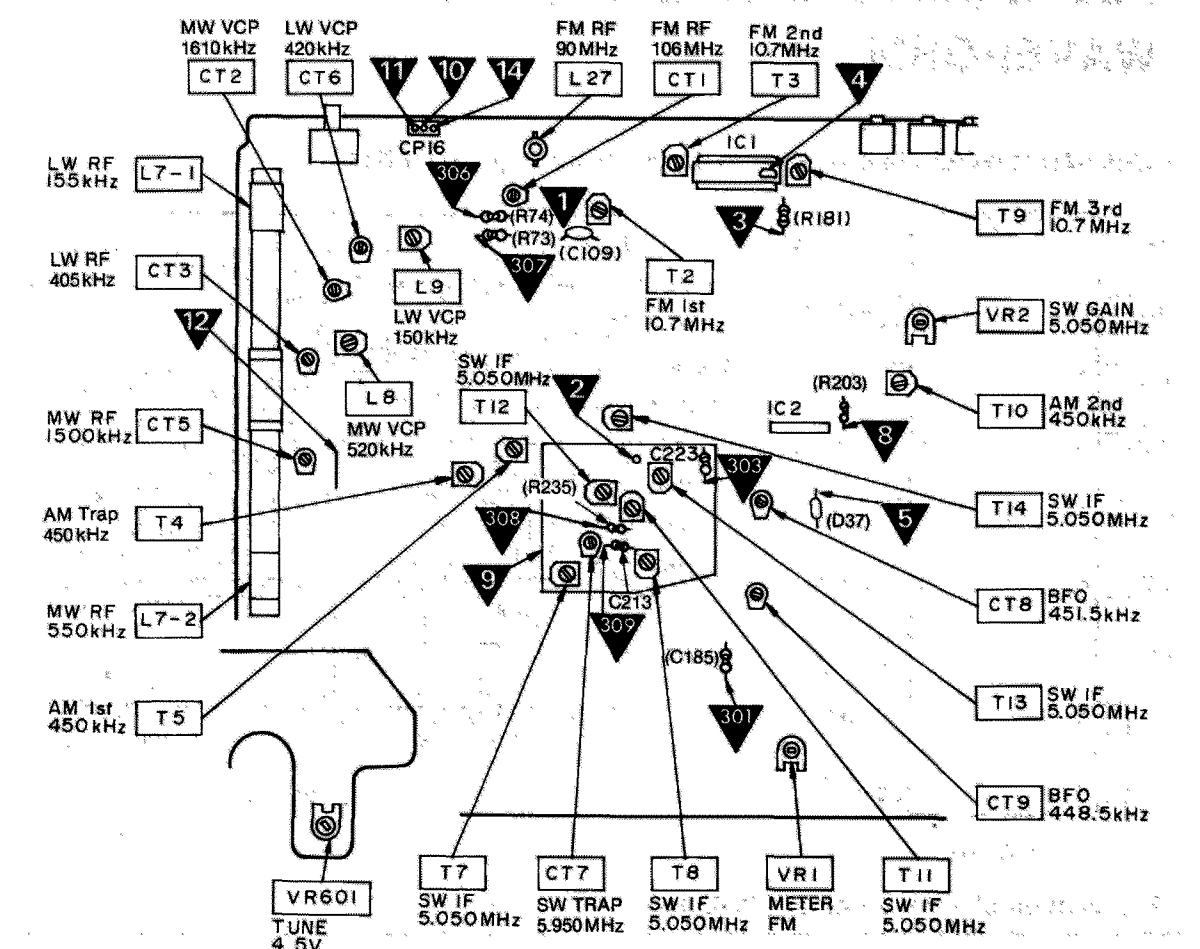 MW VCP
1610kHz
CT2
LW VCP
420kHz
CT6
11
10
14
FM RF
90MHz
L27
FM RF
106MHz
CT1
FM 2nd
10.7MHz
T3
4
CP16
IC1
LW RF
155kHz
L7-1
306
(R74)
1
(R73)
(C109)
307
3
(R181)
T9
FM 3rd
10.7MHz
LW RF
405kHz
CT3
L9
LW VCP
150kHz
T2
FM 1st
10.7MHz
12
VR2
SW GAIN
5.050MHz
L8
MW VCP
520kHz
SW IF
5.050MHz
T12
2
(R203)
IC2
8
T10
AM 2nd
450kHz
MW RF
1500kHz
CT5
C223
303
(R235)
AM Trap
450kHz
T4
308
(D37)
5
T14
SW IF
5.050MHz
9
C213
309
CT8
BFO
451.5kHz
MW RF
550kHz
L7-2
(C185)
301
T13
SW IF
5.050MHz
AM 1st
450kHz
T5
CT9
BFO
448.5kHz
VR601
TUNE
4.5V
T7
SW IF
5.050MHz
CT7
SW TRAP
5.950MHz
T8
SW IF
5.050MHz
VR1
METER
FM
T11
SW IF
5.050MHz